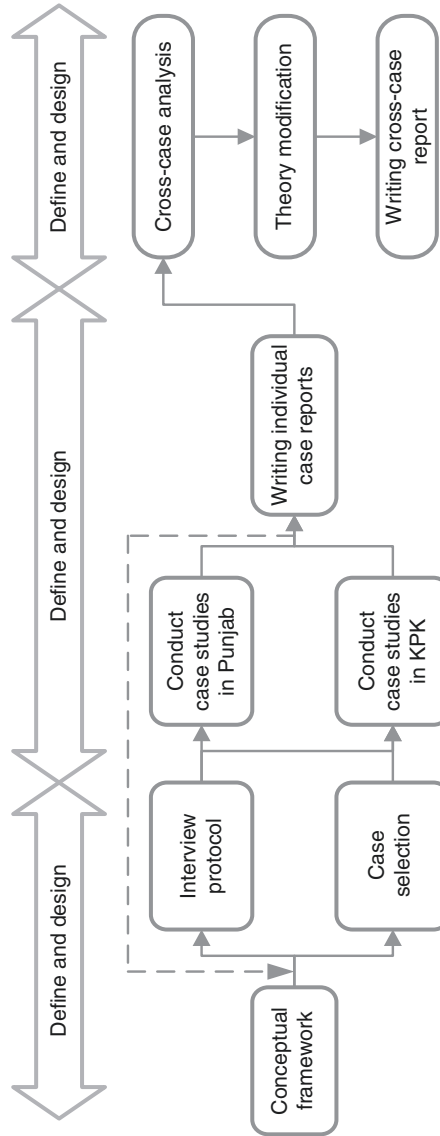 Define and design
Define and design
Define and design
Conceptual
framework
Interview
protocol
Case
selection
Conduct
case studies
in Punjab
Conduct
case studies
in KPK
Writing individual
case reports
Cross-case analysis
Theory modification
Writing cross-case
report